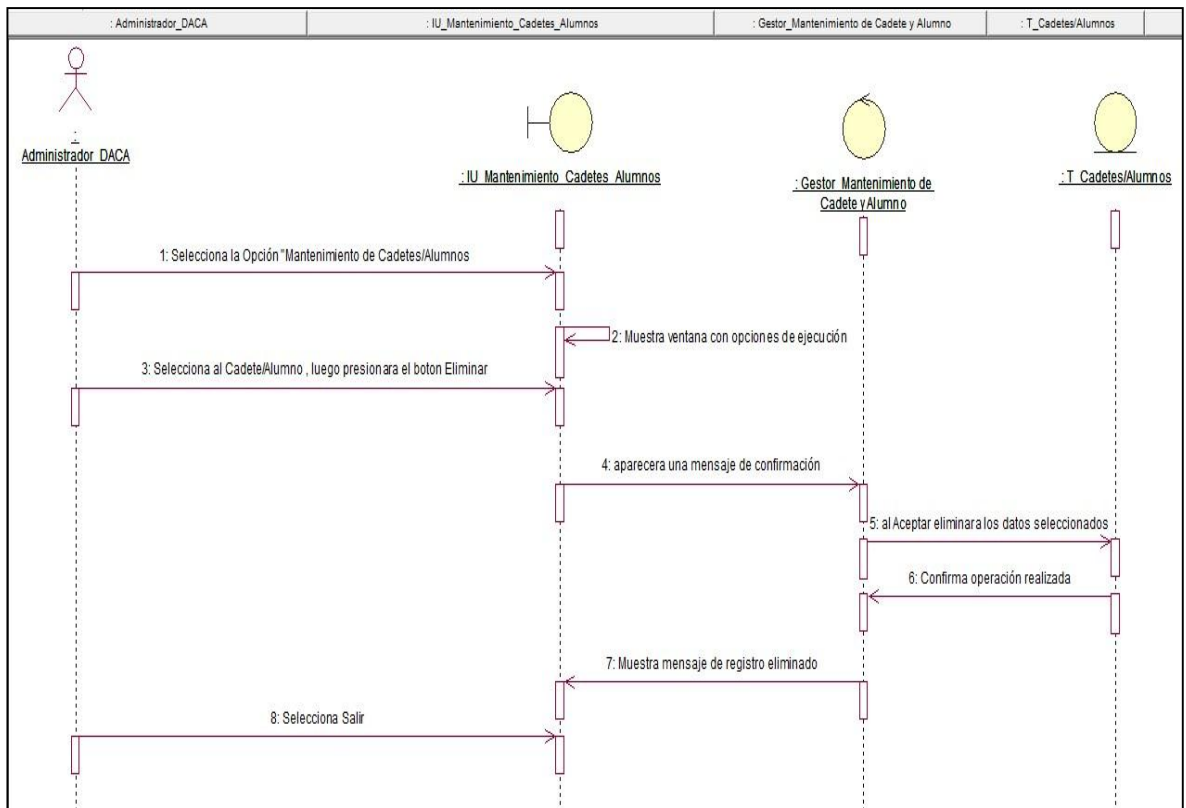 : Administrador_DACA
: IU_Mantenimiento_Cadetes_Alumnos
: Gestor_Mantenimiento de Cadete y Alumno
: T_Cadetes/Alumnos
:
Administrador_DACA
: IU_Mantenimiento_Cadetes_Alumnos
: Gestor_Mantenimiento de
Cadete y Alumno
: T_Cadetes/Alumnos
1: Selecciona la Opción "Mantenimiento de Cadetes/Alumnos
2: Muestra ventana con opciones de ejecución
3: Selecciona al Cadete/Alumno , luego presionara el boton Eliminar
4: aparecera una mensaje de confirmación
5: al Aceptar eliminara los datos seleccionados
6: Confirma operación realizada
7: Muestra mensaje de registro eliminado
8: Selecciona Salir